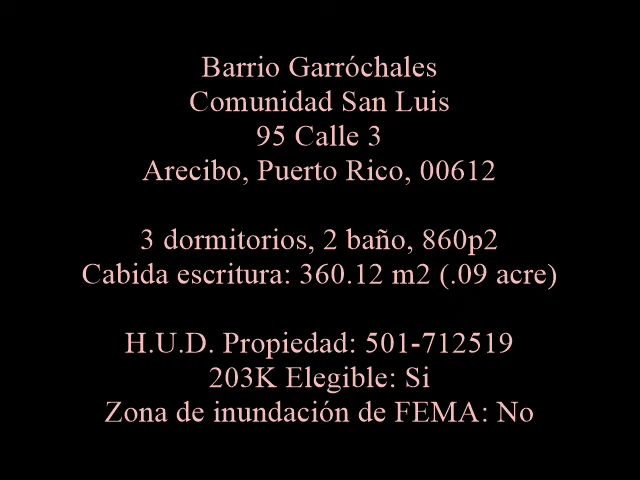 Barrio Garróchales
Comunidad San Luis
95 Calle 3
Arecibo, Puerto Rico, 00612
3 dormitorios, 2 baño, 860p2
Cabida escritura: 360.12 m2 (.09 acre)
H.U.D. Propiedad: 501-712519
203K Elegible: Si
Zona de inundación de FEMA: No